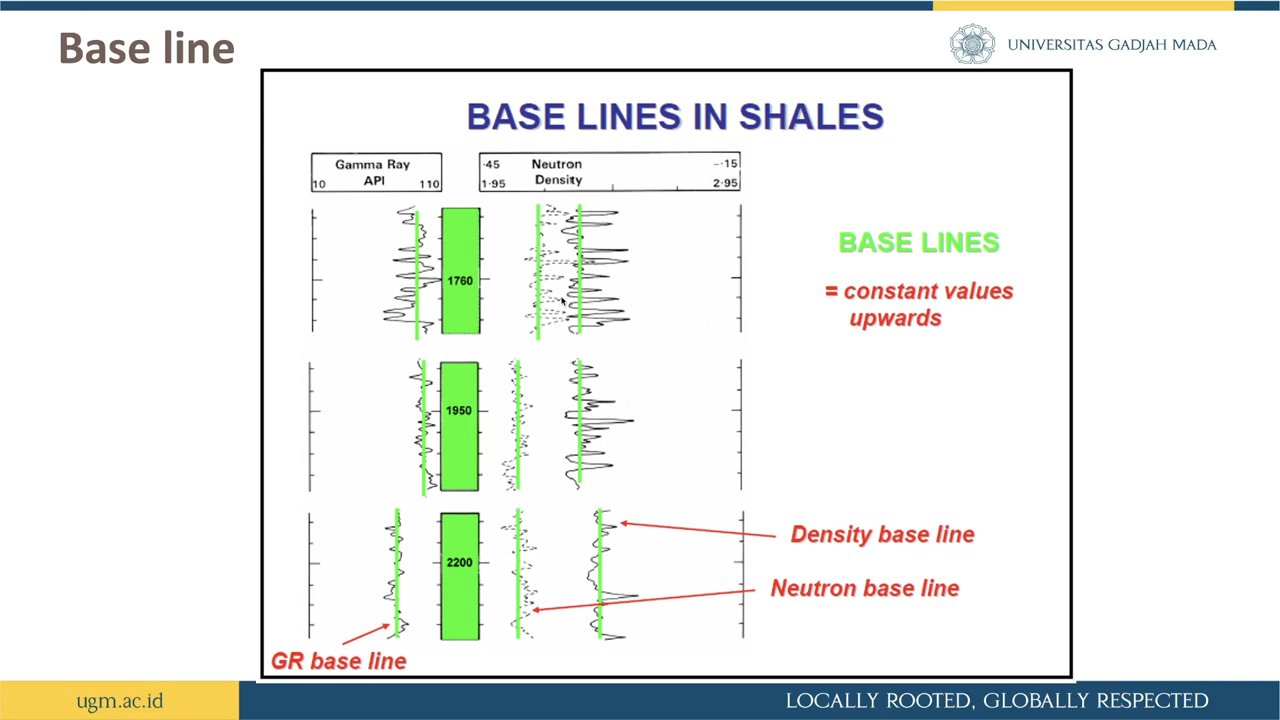 Base line
UNIVERSITAS GADJAH MADA
BASE LINES IN SHALES
Gamma Ray
API
10 110
·45 Neutron -·15
1·95 Density 2·95
1760
BASE LINES
= constant values
upwards
1950
2200
Density base line
Neutron base line
GR base line
ugm.ac.id
LOCALLY ROOTED, GLOBALLY RESPECTED